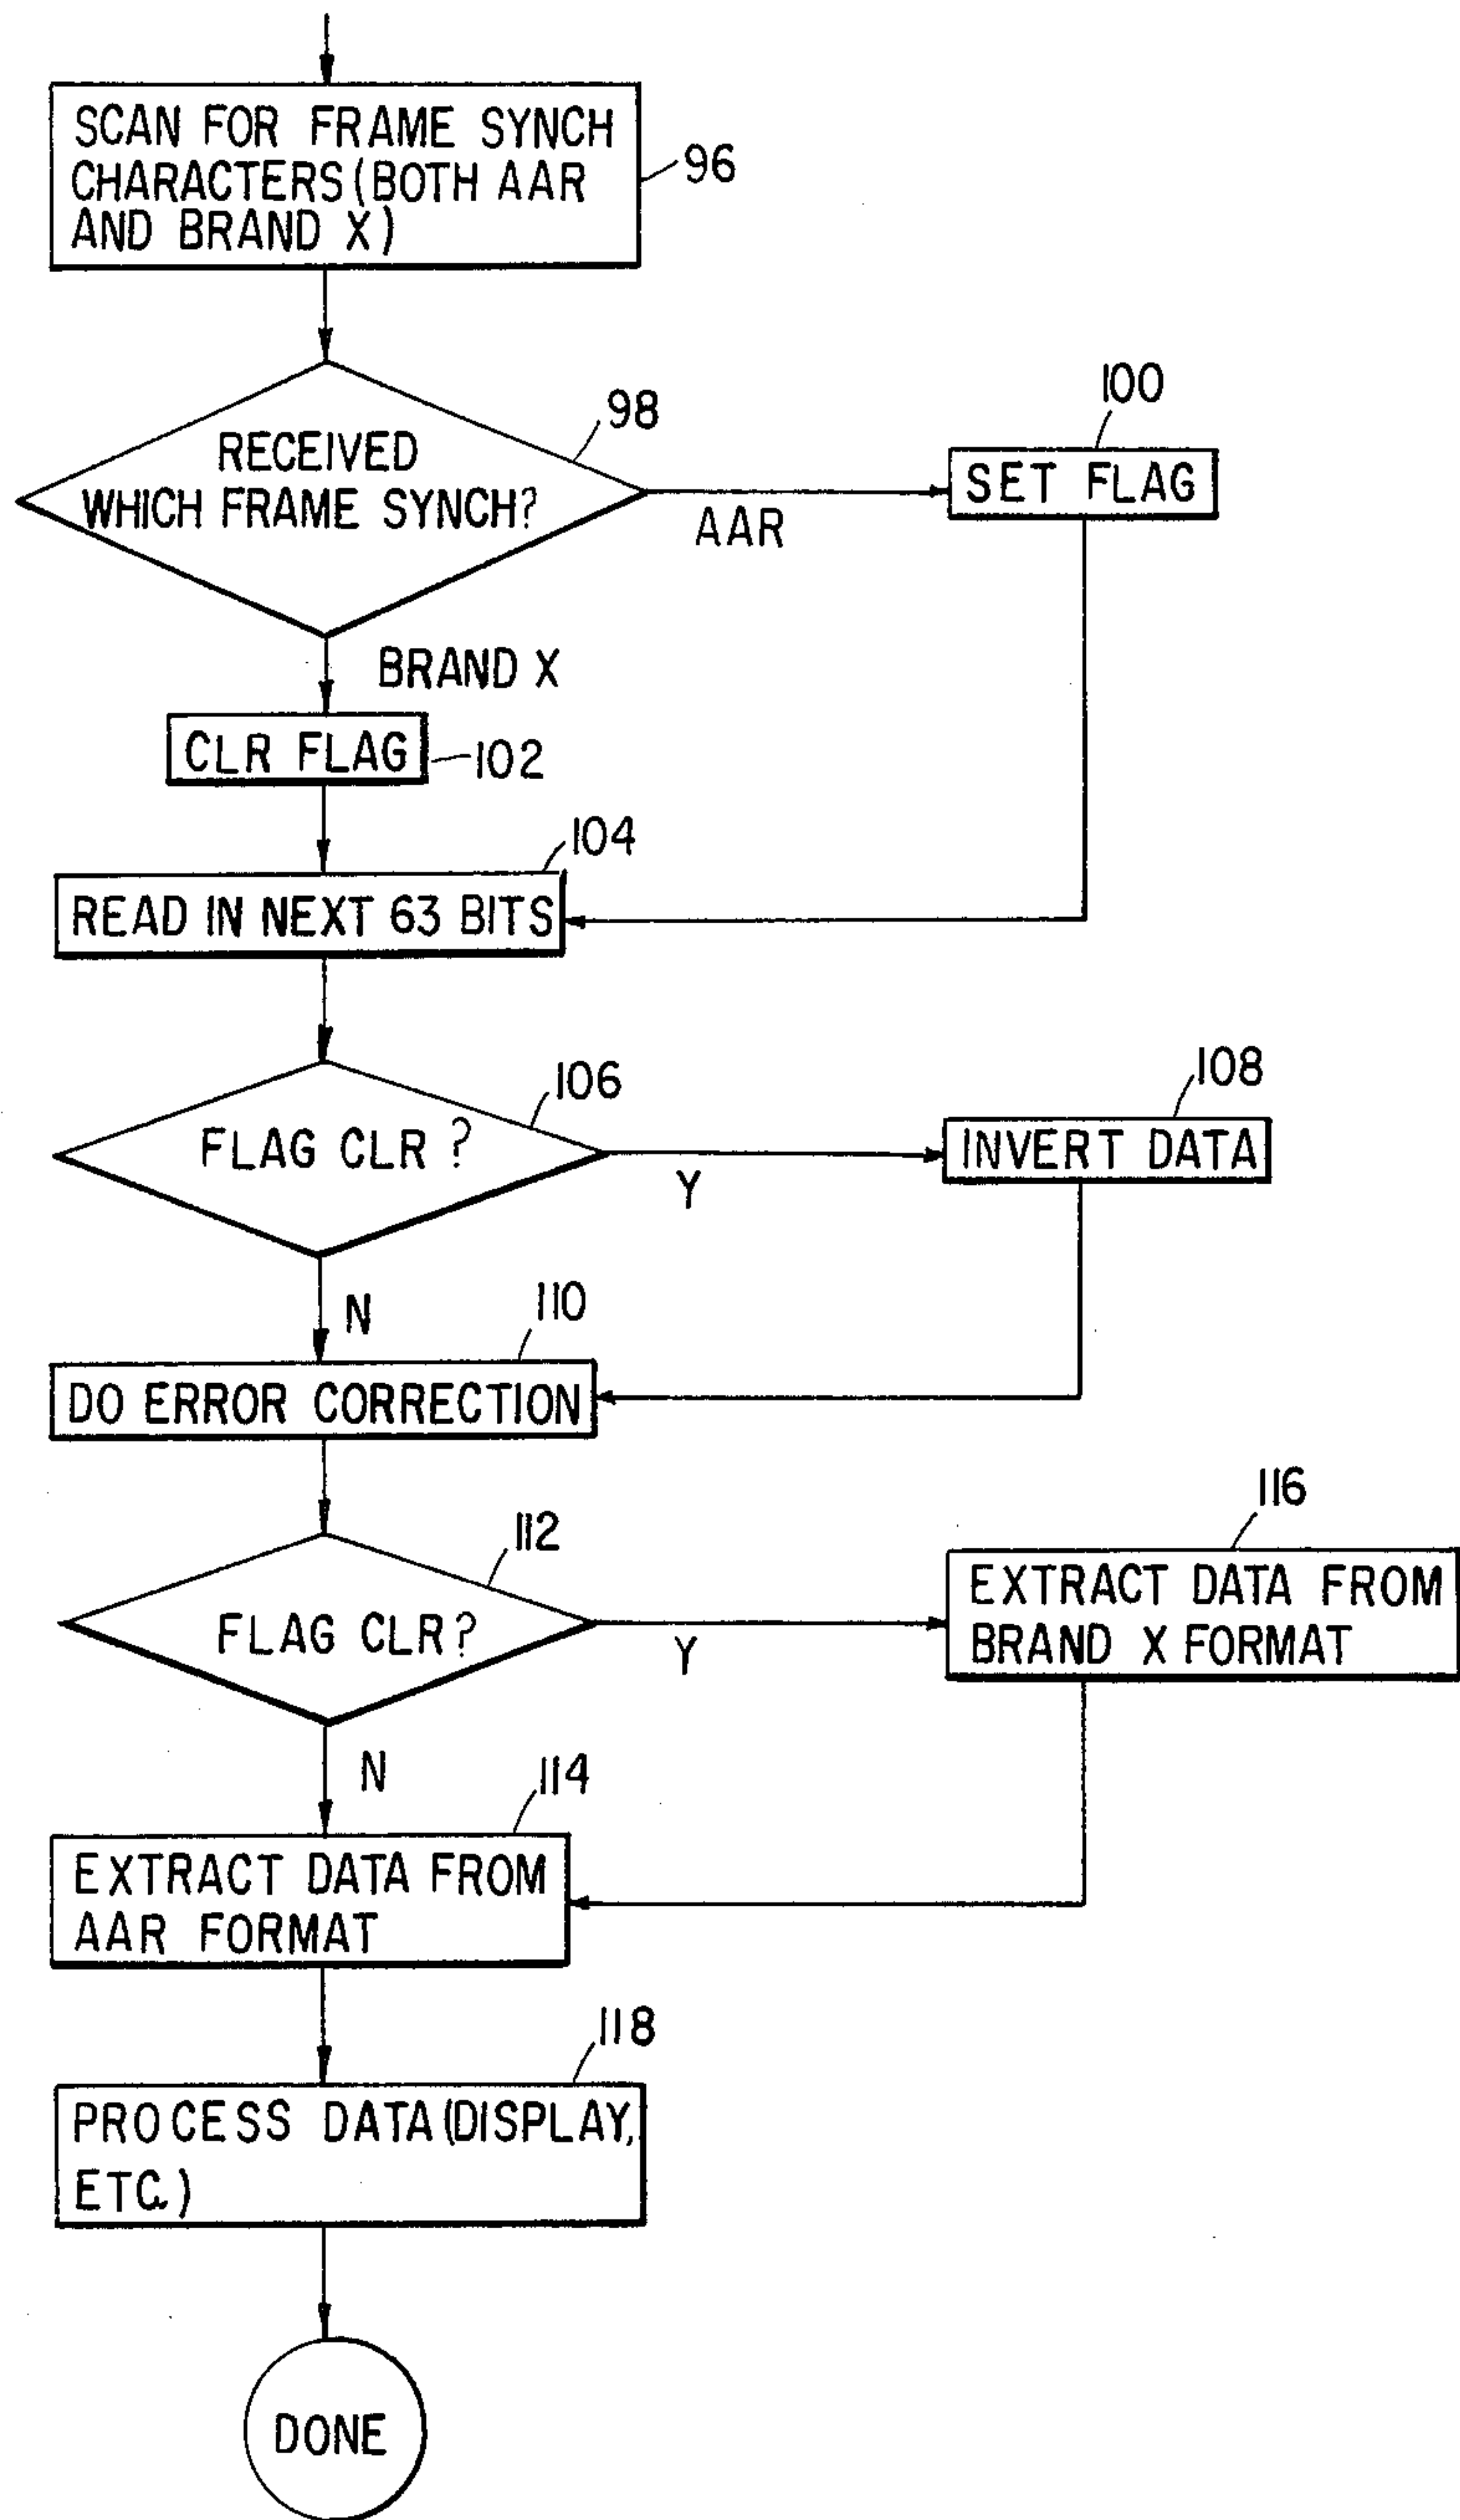 SCAN FOR FRAME SYNCH
CHARACTERS (BOTH AAR
AND BRAND X)
96
RECEIVED
WHICH FRAME SYNCH?
98
AAR
100
SET FLAG
BRAND X
CLR FLAG
102
104
READ IN NEXT 63 BITS
106
FLAG CLR ?
Y
108
INVERT DATA
N
110
DO ERROR CORRECTION
112
FLAG CLR?
Y
116
EXTRACT DATA FROM
BRAND X FORMAT
N
114
EXTRACT DATA FROM
AAR FORMAT
118
PROCESS DATA (DISPLAY,
ETC.)
DONE